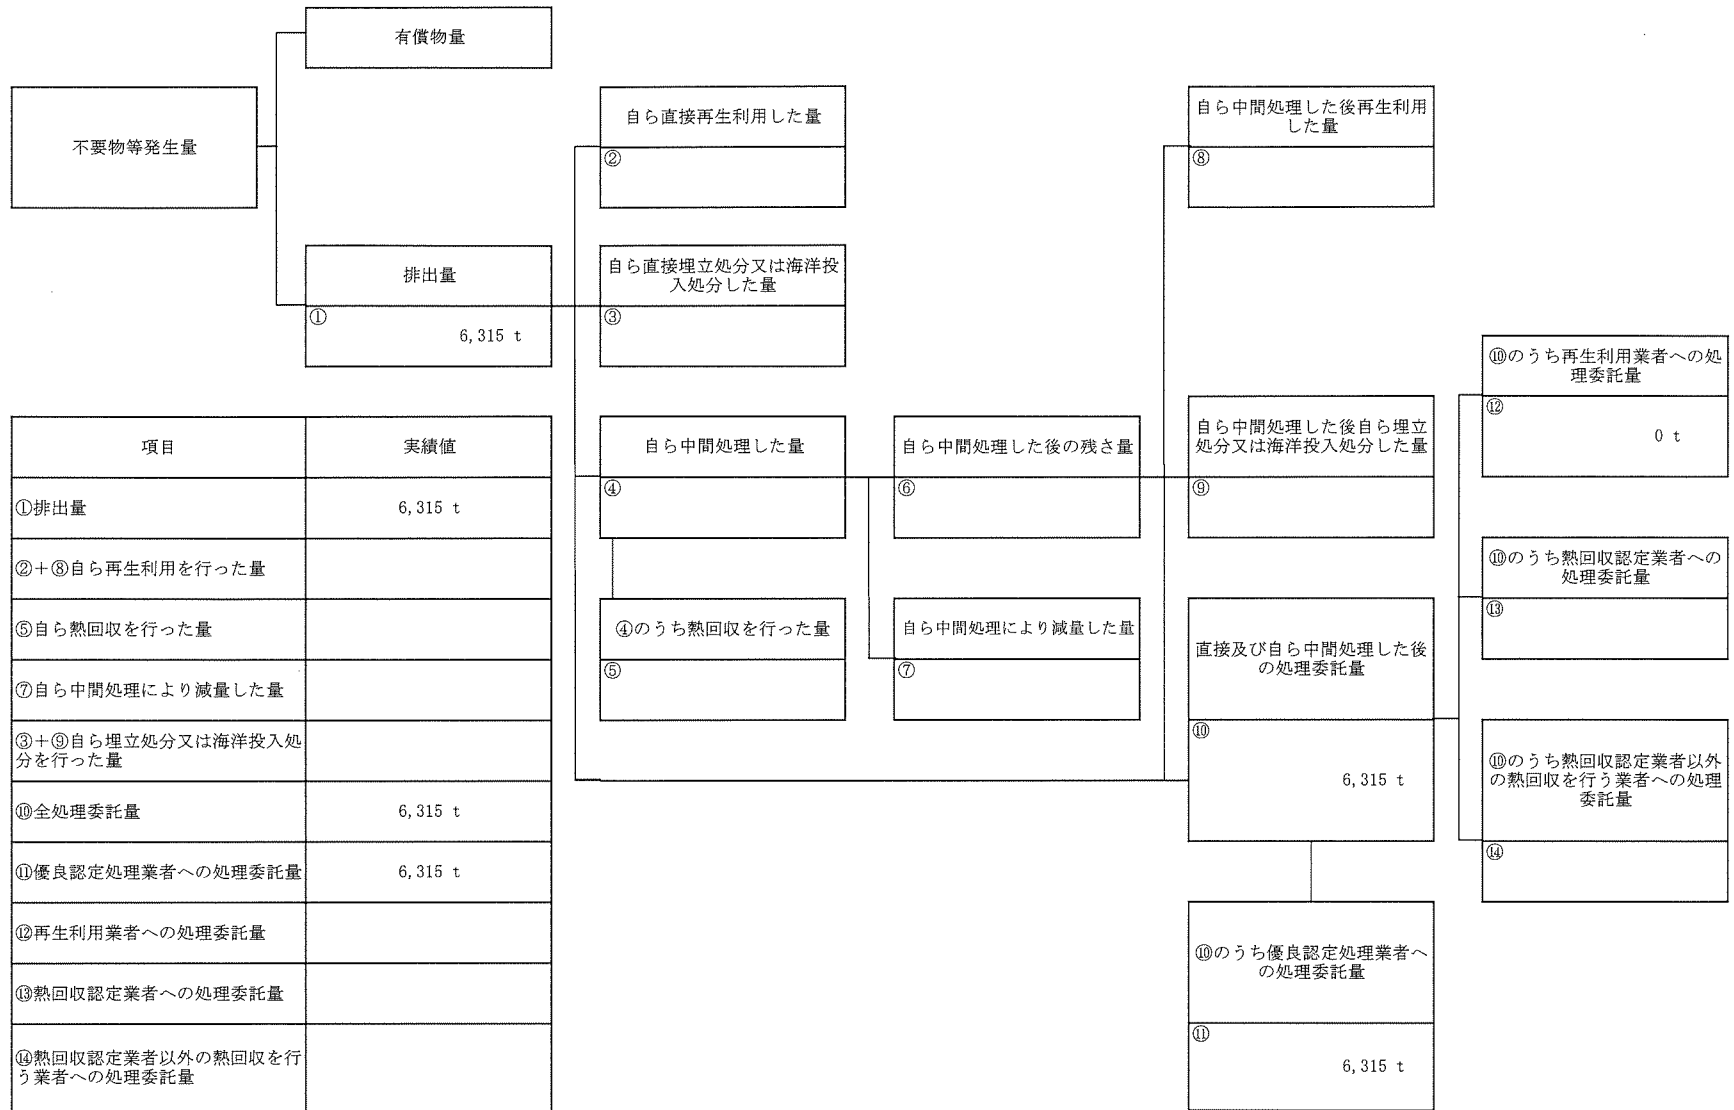 有償物量
不要物等発生量
自ら直接再生利用した量
②
自ら中間処理した後再生利用
した量
⑧
排出量
①
6,315 t
自ら直接埋立処分又は海洋投
入処分した量
③
⑩のうち再生利用業者への処
理委託量
⑫
0 t
自ら中間処理した量
④
自ら中間処理した後の残さ量
⑥
自ら中間処理した後自ら埋立
処分又は海洋投入処分した量
⑨
⑩のうち熱回収認定業者への
処理委託量
⑬
④のうち熱回収を行った量
⑤
自ら中間処理により減量した量
⑦
直接及び自ら中間処理した後
の処理委託量
⑩
6,315 t
⑩のうち熱回収認定業者以外
の熱回収を行う業者への処理
委託量
⑭
⑩のうち優良認定処理業者へ
の処理委託量
⑪
6,315 t
項目 実績値
①排出量 6,315 t
②+⑧自ら再生利用を行った量
⑤自ら熱回収を行った量
⑦自ら中間処理により減量した量
③+⑨自ら埋立処分又は海洋投入処
分を行った量
⑩全処理委託量 6,315 t
⑪優良認定処理業者への処理委託量 6,315 t
⑫再生利用業者への処理委託量
⑬熱回収認定業者への処理委託量
⑭熱回収認定業者以外の熱回収を行
う業者への処理委託量